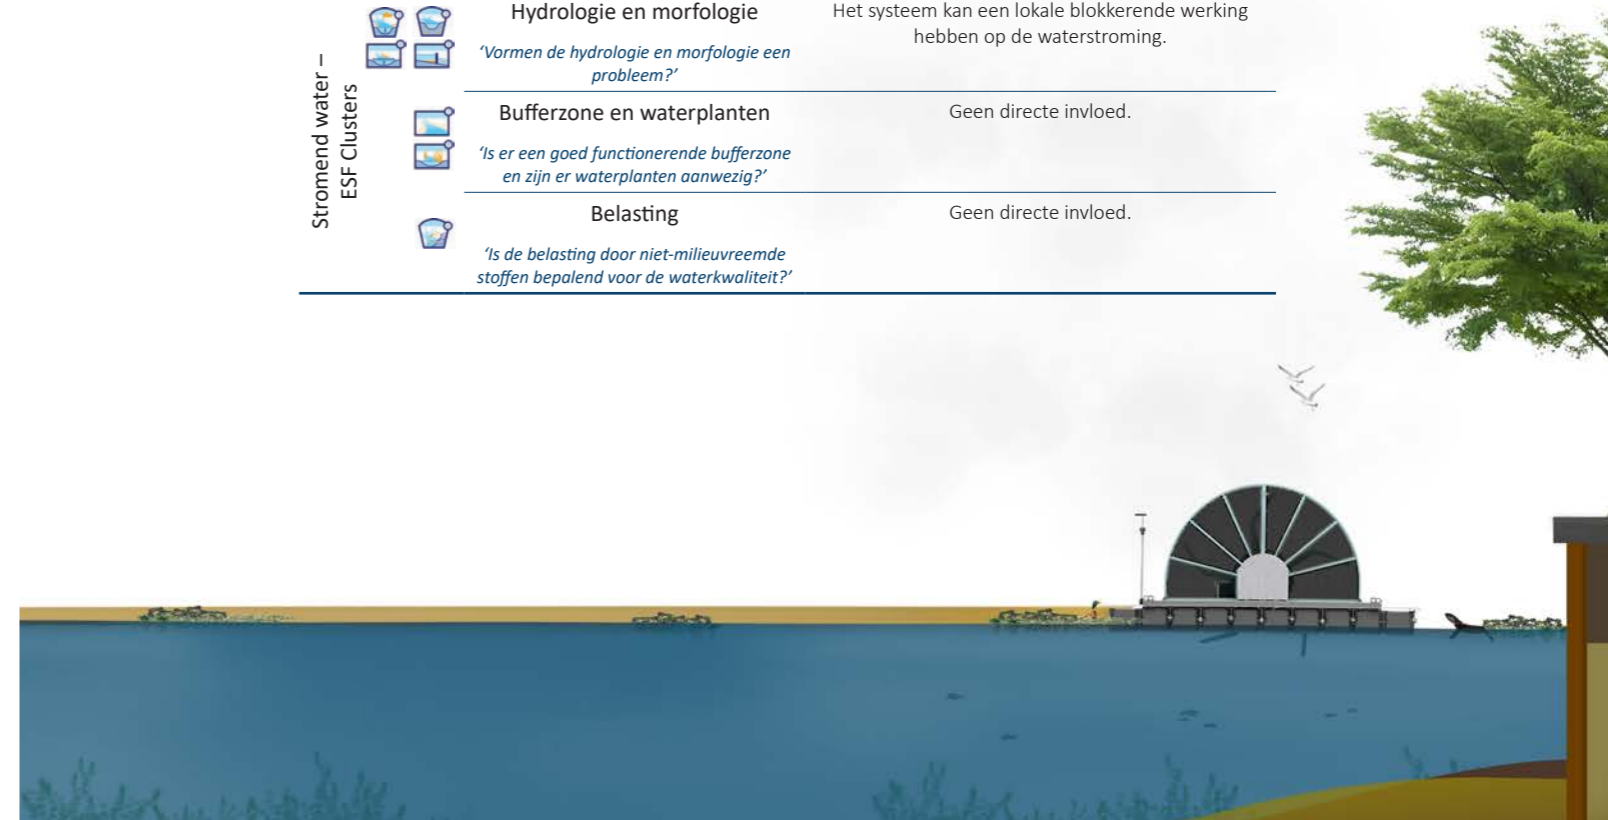 Stromend water –
ESF Clusters
Hydrologie en morfologie
‘Vormen de hydrologie en morfologie een
probleem?’
Het systeem kan een lokale blokkerende werking
hebben op de waterstroming.
Bufferzone en waterplanten
‘Is er een goed functionerende bufferzone
en zijn er waterplanten aanwezig?’
Geen directe invloed.
Belasting
‘Is de belasting door niet-milieuvreemde
stoffen bepalend voor de waterkwaliteit?’
Geen directe invloed.